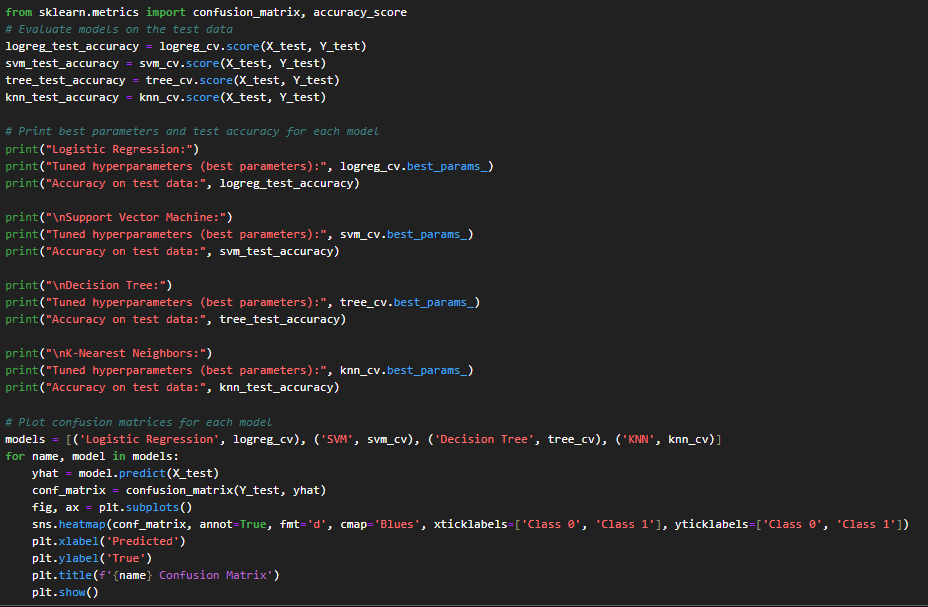 from sklearn.metrics import confusion_matrix, accuracy_score
# Evaluate models on the test data
logreg_test_accuracy = logreg_cv.score(X_test, Y_test)
svm_test_accuracy = svm_cv.score(X_test, Y_test)
tree_test_accuracy = tree_cv.score(X_test, Y_test)
knn_test_accuracy = knn_cv.score(X_test, Y_test)

# Print best parameters and test accuracy for each model
print("Logistic Regression:")
print("Tuned hyperparameters (best parameters):", logreg_cv.best_params_)
print("Accuracy on test data:", logreg_test_accuracy)

print("\nSupport Vector Machine:")
print("Tuned hyperparameters (best parameters):", svm_cv.best_params_)
print("Accuracy on test data:", svm_test_accuracy)

print("\nDecision Tree:")
print("Tuned hyperparameters (best parameters):", tree_cv.best_params_)
print("Accuracy on test data:", tree_test_accuracy)

print("\nK-Nearest Neighbors:")
print("Tuned hyperparameters (best parameters):", knn_cv.best_params_)
print("Accuracy on test data:", knn_test_accuracy)

# Plot confusion matrices for each model
models = [('Logistic Regression', logreg_cv), ('SVM', svm_cv), ('Decision Tree', tree_cv), ('KNN', knn_cv)]
for name, model in models:
    yhat = model.predict(X_test)
    conf_matrix = confusion_matrix(Y_test, yhat)
    fig, ax = plt.subplots()
    sns.heatmap(conf_matrix, annot=True, fmt='d', cmap='Blues', xticklabels=['Class 0', 'Class 1'], yticklabels=['Class 0', 'Class 1'])
    plt.xlabel('Predicted')
    plt.ylabel('True')
    plt.title(f'{name} Confusion Matrix')
    plt.show()